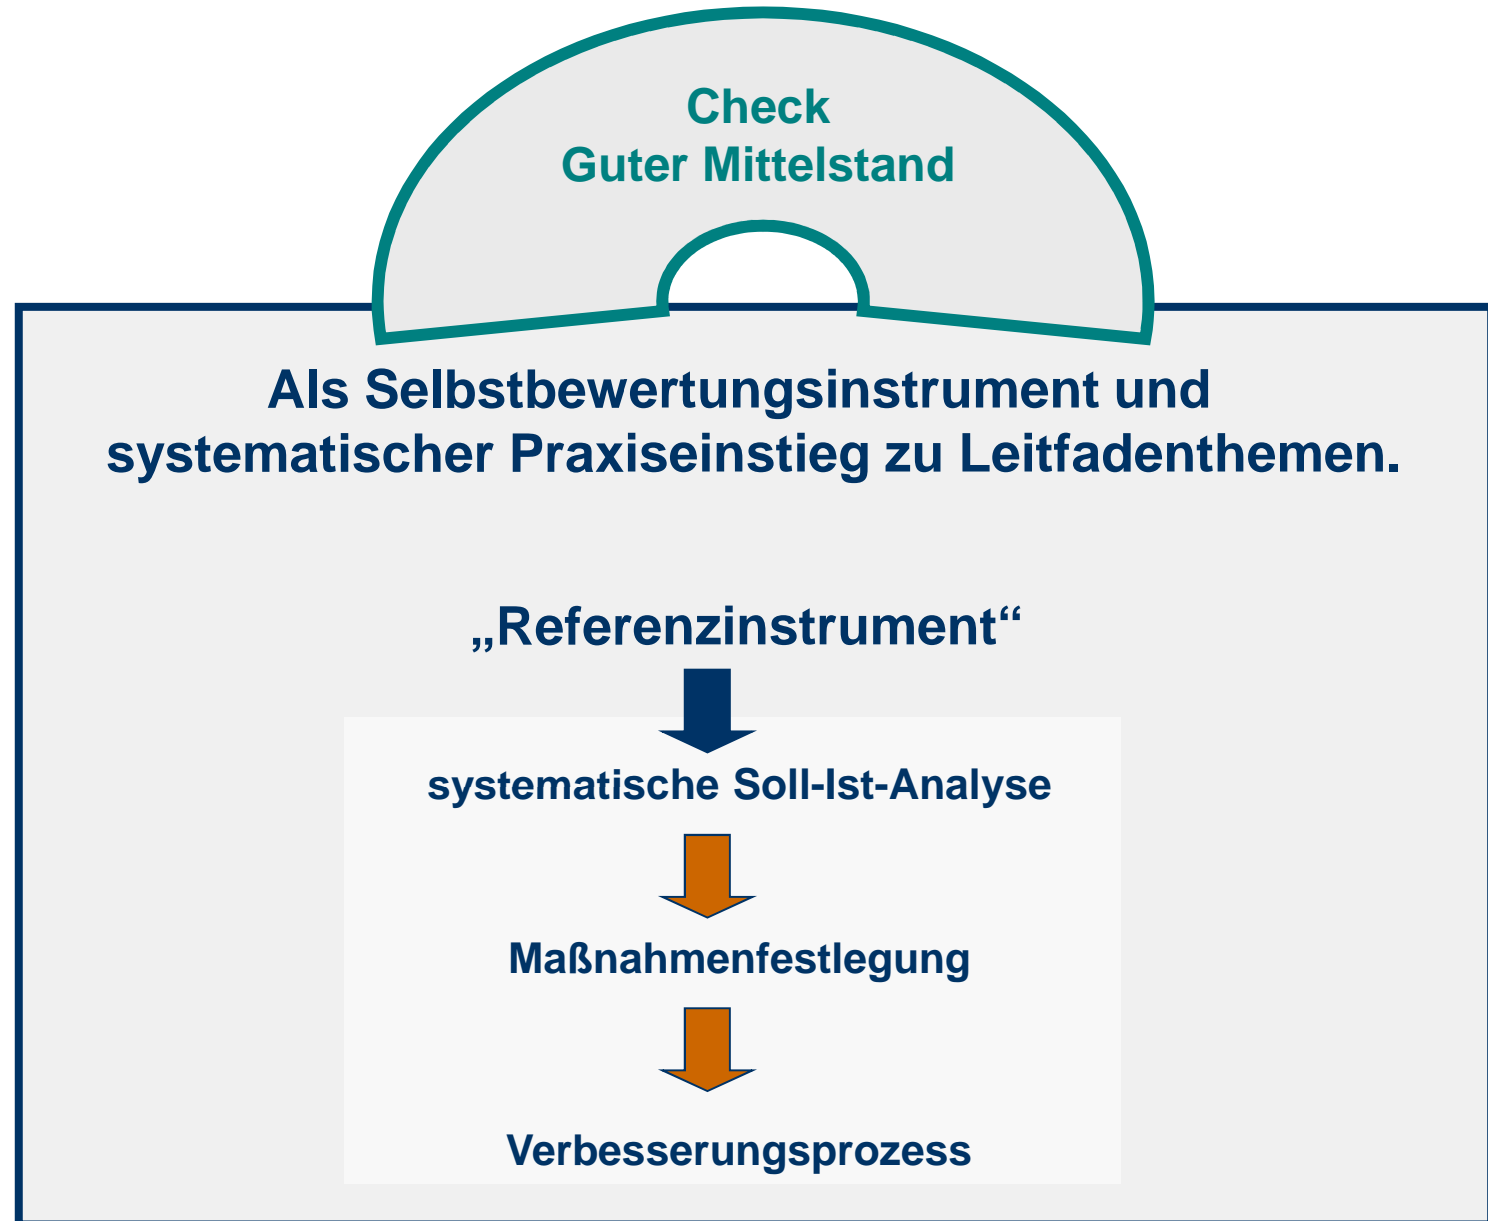 Check
Guter Mittelstand
Als Selbstbewertungsinstrument und
systematischer Praxiseinstieg zu Leitfadenthemen.
„Referenzinstrument“
systematische Soll-Ist-Analyse
Maßnahmenfestlegung
Verbesserungsprozess